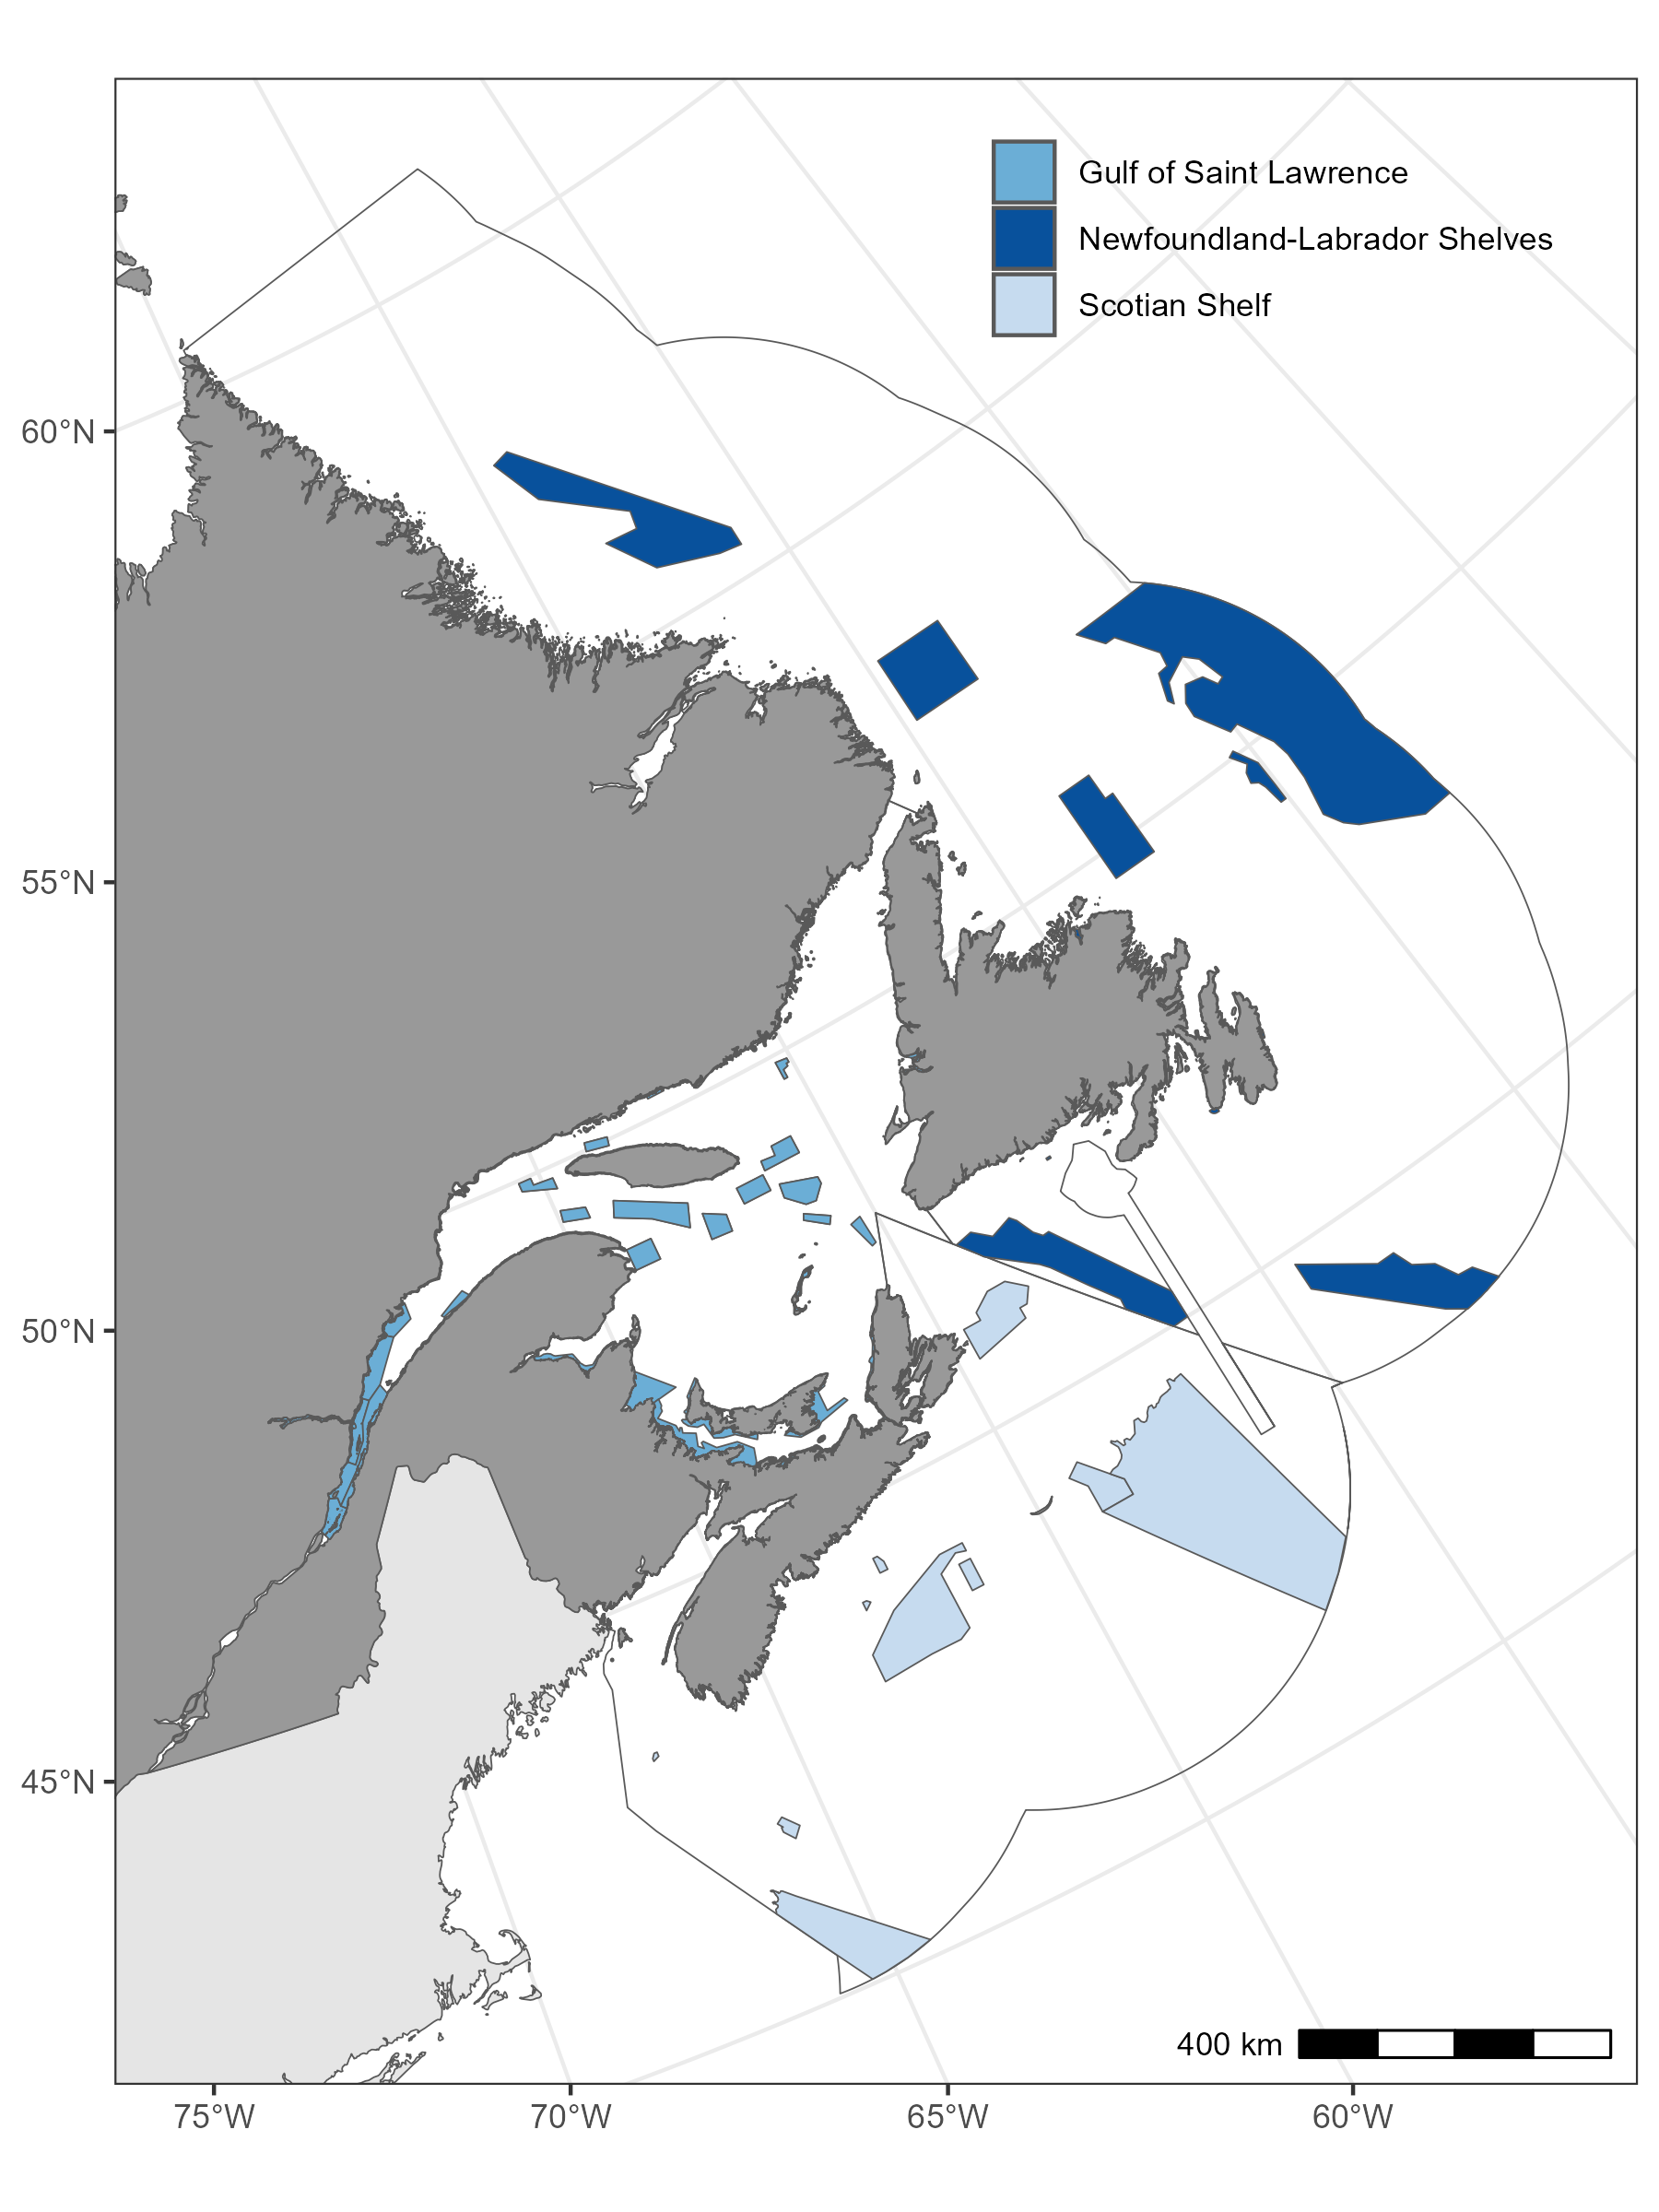 Gulf of Saint Lawrence
Newfoundland-Labrador Shelves
Scotian Shelf
60°N
55°N
50°N
45°N
400 km
75°W
70°W
65°W
60°W